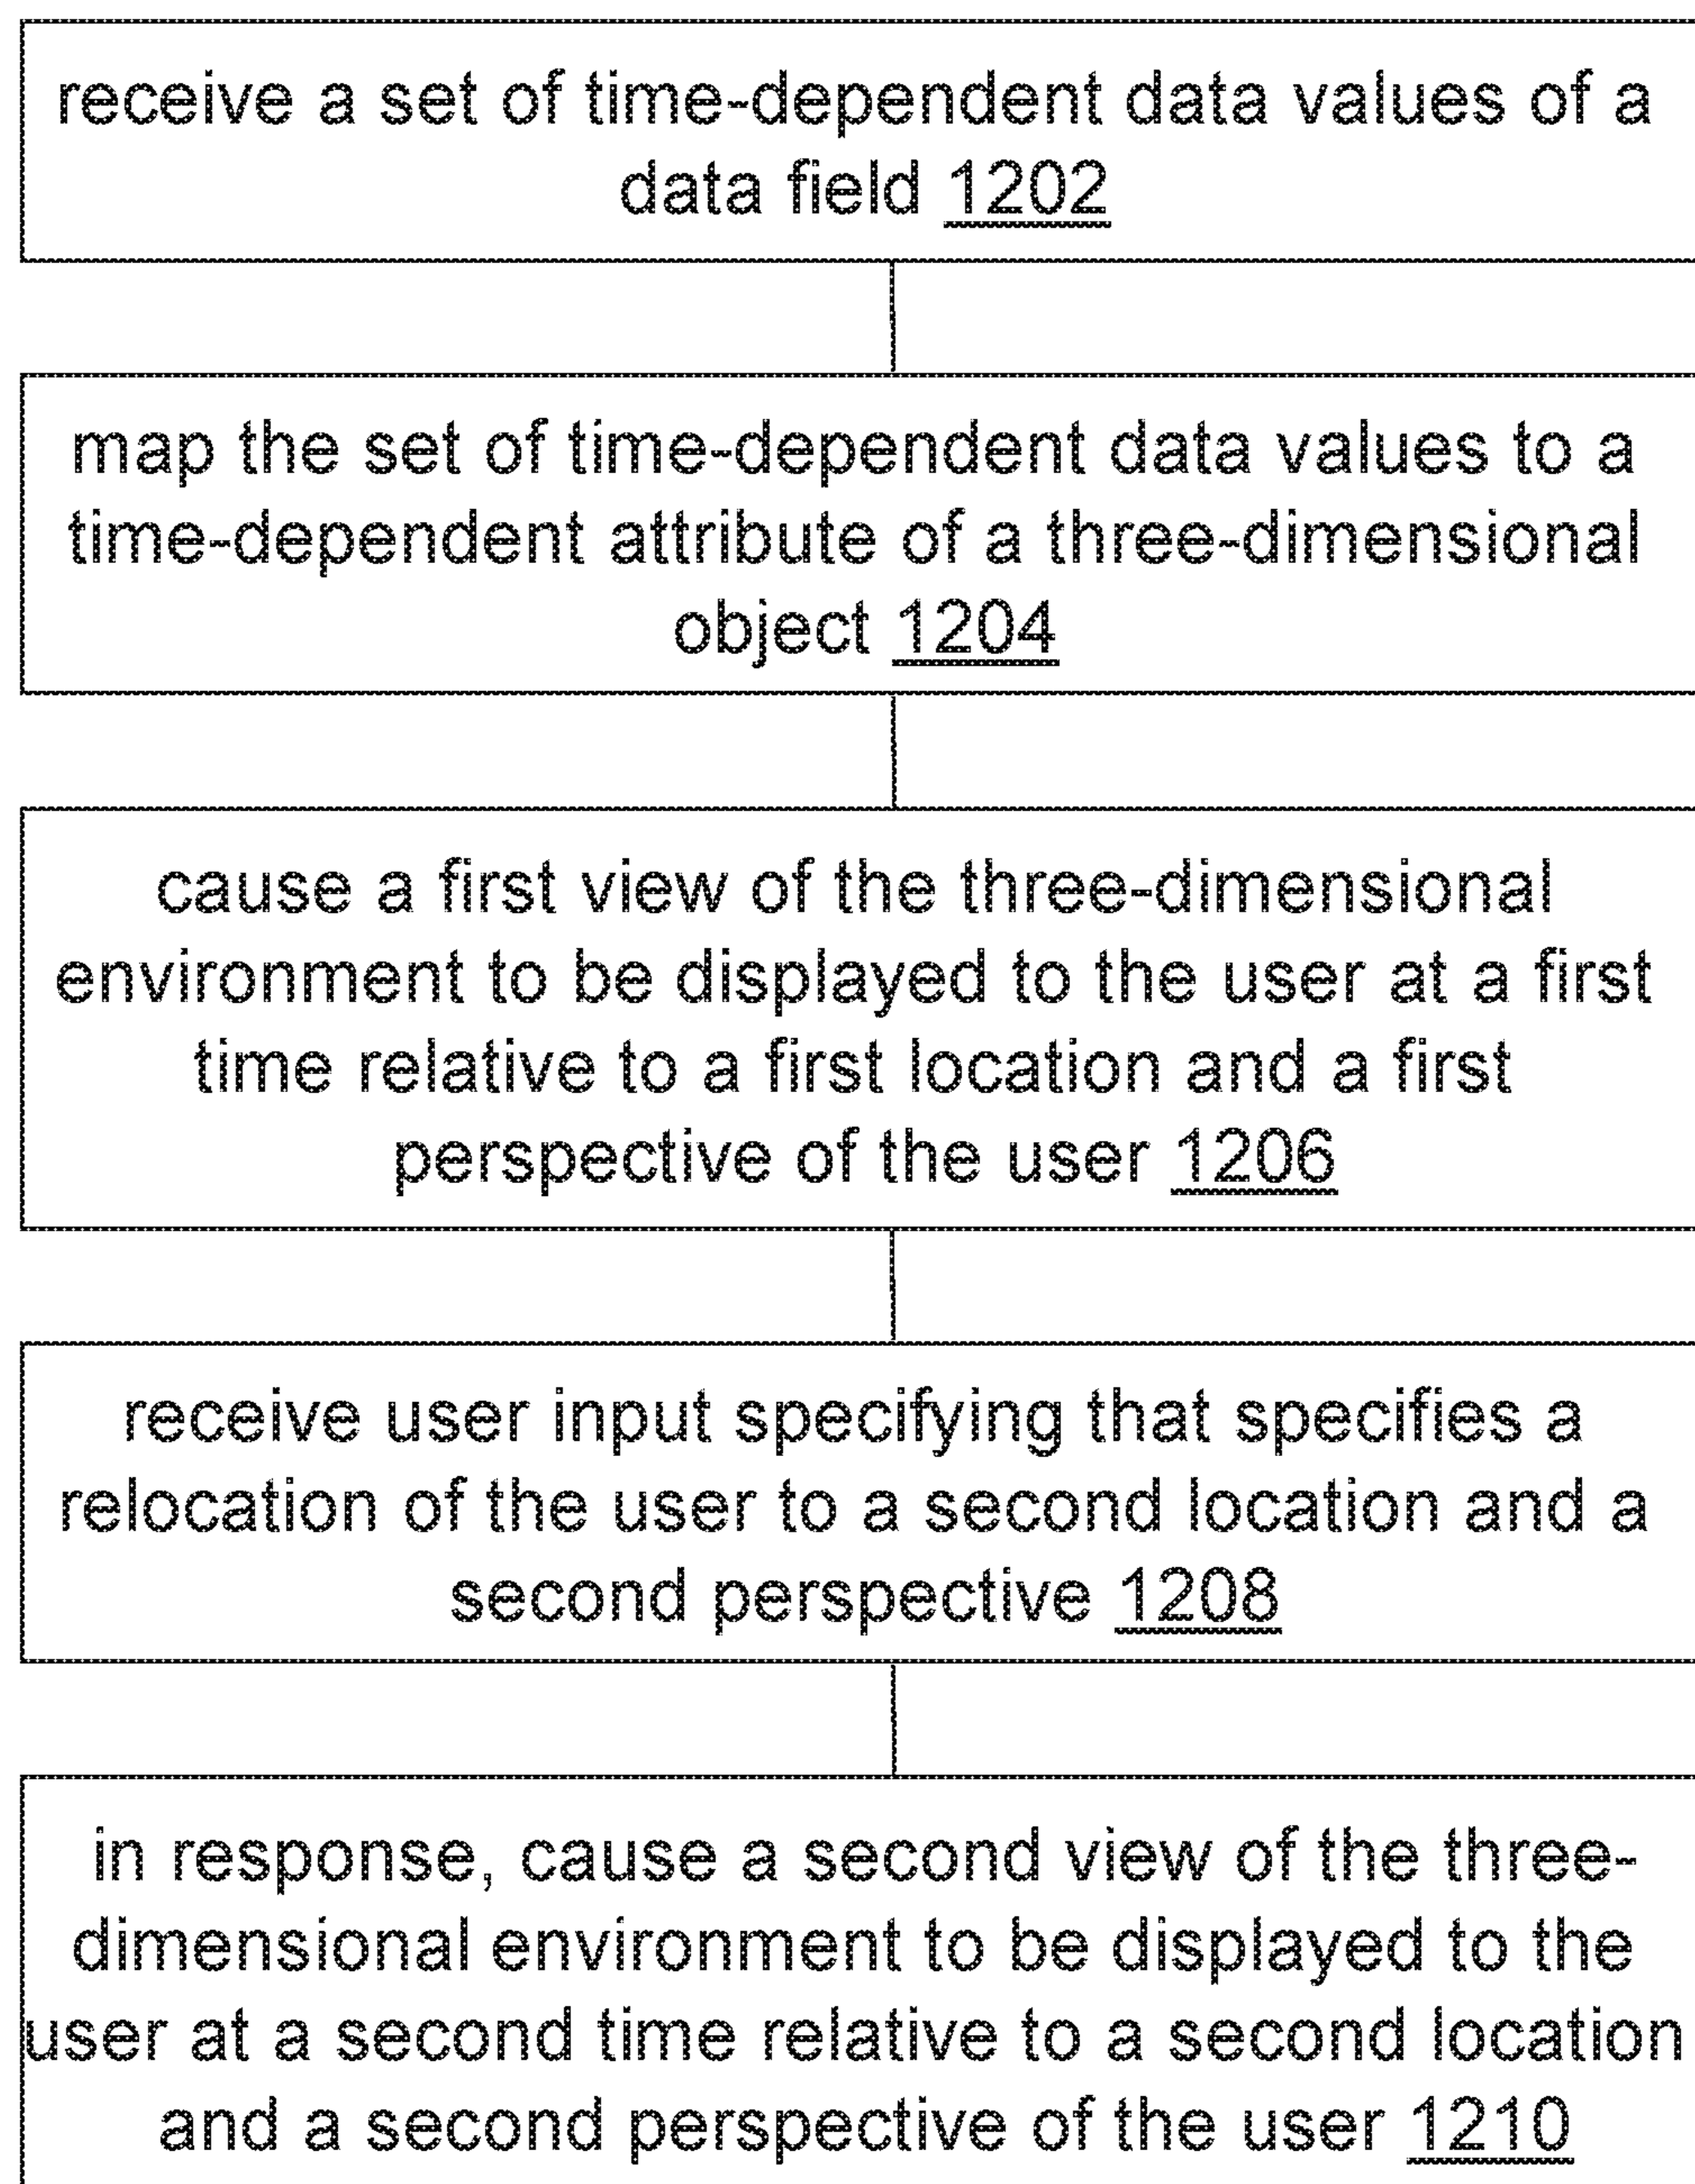 receive a set of time-dependent data values of a
data field 1202
map the set of time-dependent data values to a
time-dependent attribute of a three-dimensional
object 1204
cause a first view of the three-dimensional
environment to be displayed to the user at a first
time relative to a first location and a first
perspective of the user 1206
receive user input specifying that specifies a
relocation of the user to a second location and a
second perspective 1208
in response, cause a second view of the three-
dimensional environment to be displayed to the
user at a second time relative to a second location
and a second perspective of the user 1210